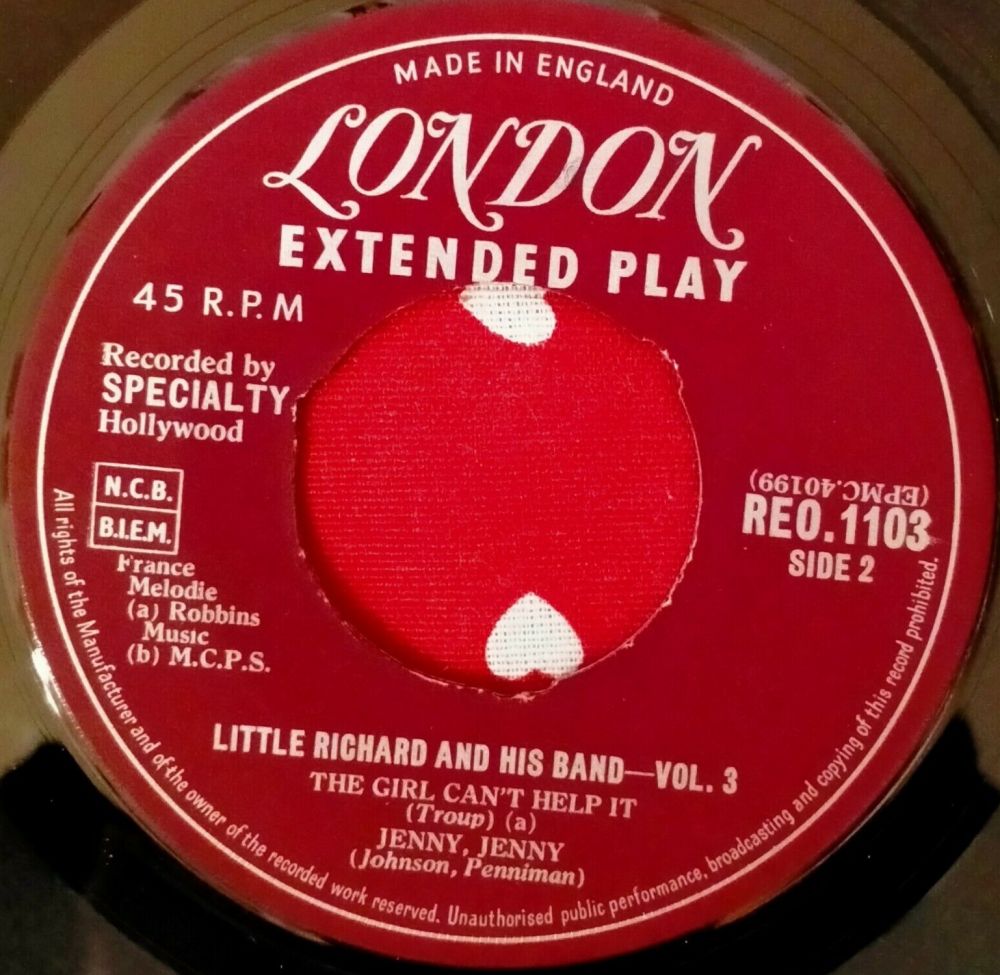 MADE IN ENGLAND
LONDON
EXTENDED PLAY
45 R.P.M
Recorded by
SPECIALTY
Hollywood
N.C.B.
B.I.E.M.
France
Melodie
(a) Robbins
Music
(b) M.C.P.S.
(EPMC.40199)
REO.1103
SIDE 2
LITTLE RICHARD AND HIS BAND—VOL. 3
THE GIRL CAN'T HELP IT
(Troup) (a)
JENNY, JENNY
(Johnson, Penniman)
All rights of the Manufacturer and of the owner of the recorded work reserved. Unauthorised public performance, broadcasting and copying of this record prohibited.